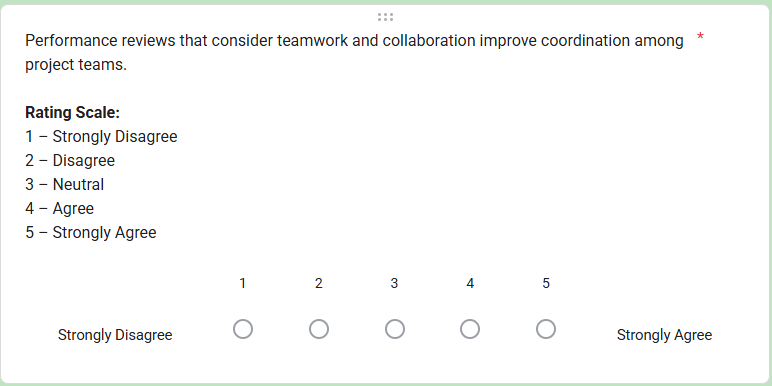 Performance reviews that consider teamwork and collaboration improve coordination among *
project teams.
Rating Scale:
1 – Strongly Disagree
2 – Disagree
3 – Neutral
4 – Agree
5 – Strongly Agree
1 2 3 4 5
Strongly Disagree Strongly Agree